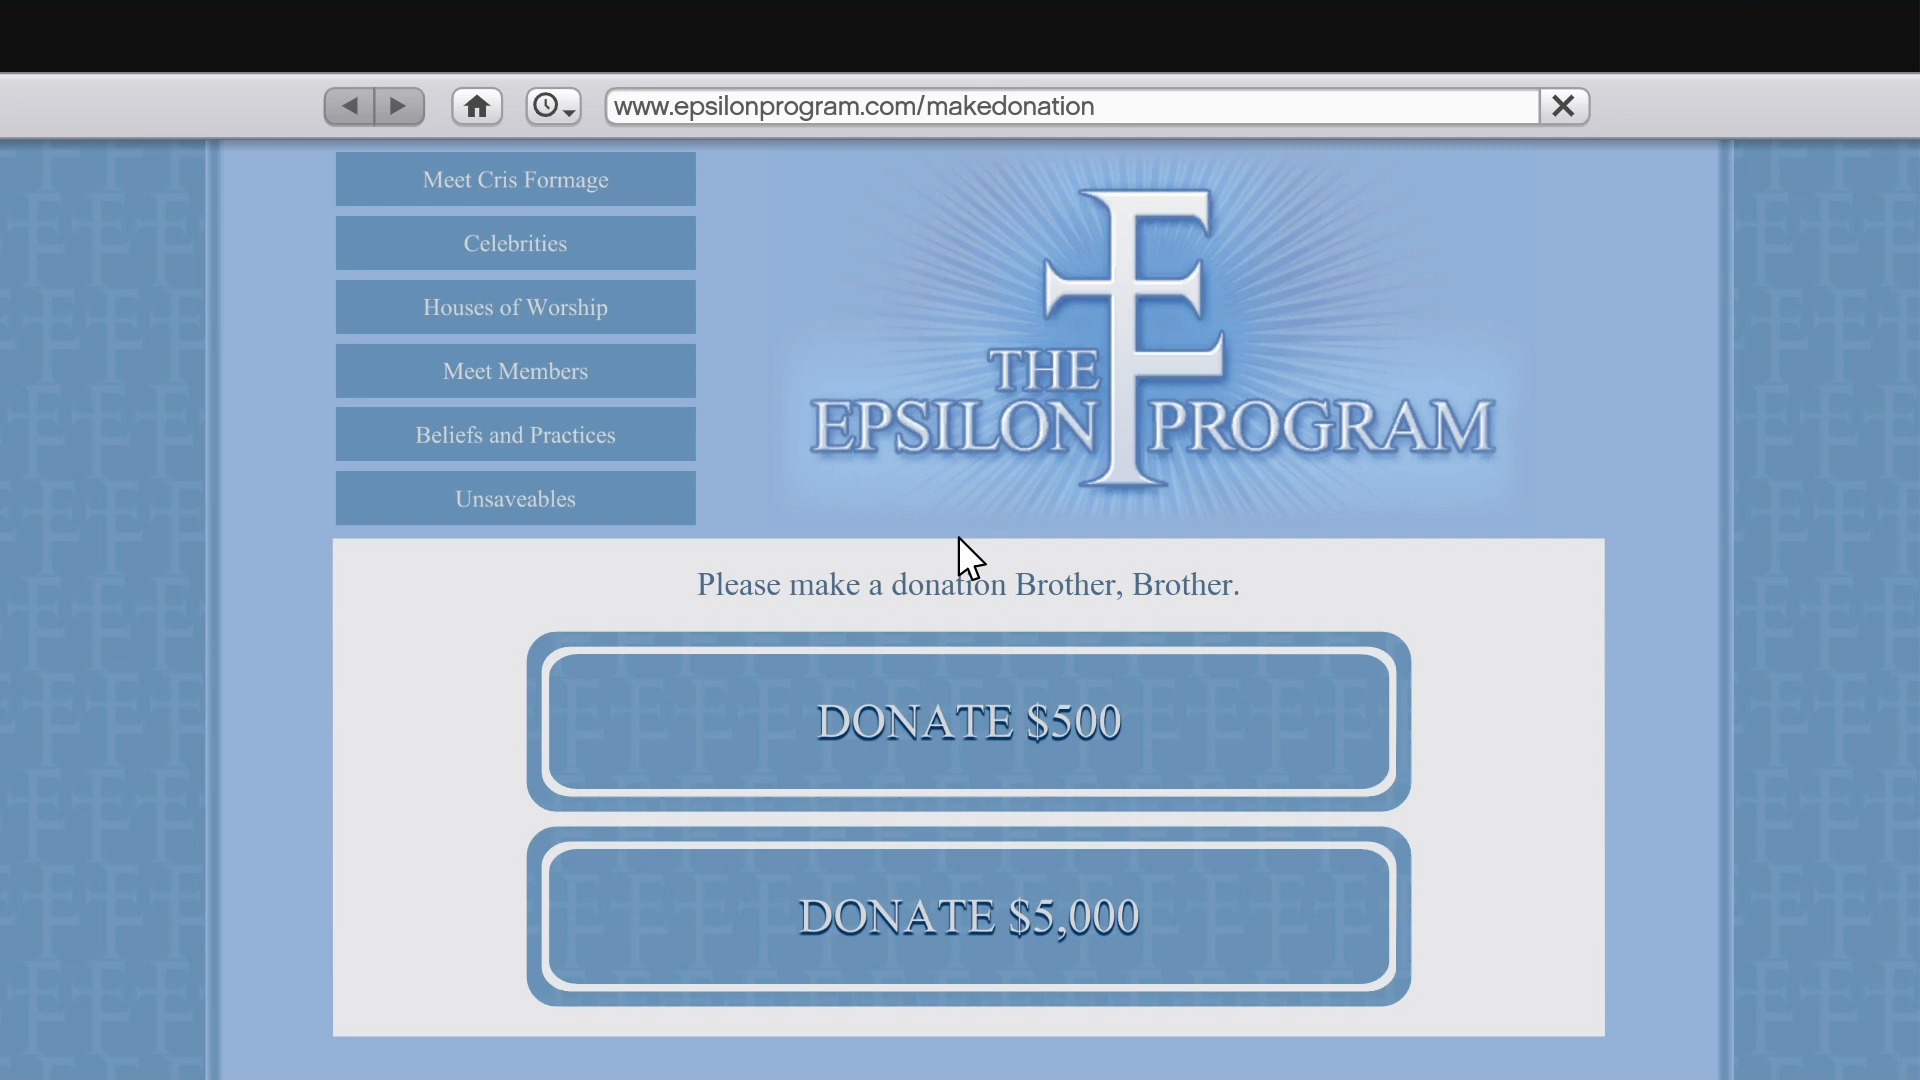 www.epsilonprogram.com/makedonation
Meet Cris Formage
Celebrities
Houses of Worship
Meet Members
Beliefs and Practices
Unsaveables
THE
EPSILON PROGRAM
Please make a donation Brother, Brother.
DONATE $500
DONATE $5,000